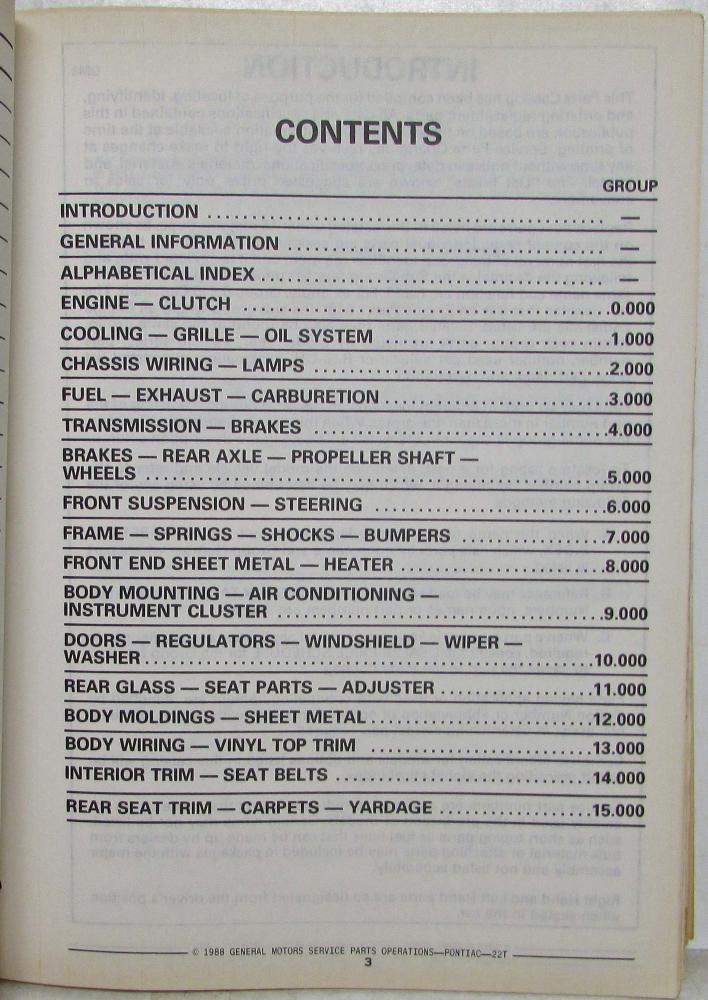 CONTENTS
GROUP
INTRODUCTION ........................................ —
GENERAL INFORMATION ................................ —
ALPHABETICAL INDEX ................................... —
ENGINE — CLUTCH .....................................0.000
COOLING — GRILLE — OIL SYSTEM .......................1.000
CHASSIS WIRING — LAMPS ..............................2.000
FUEL — EXHAUST — CARBURETION .......................3.000
TRANSMISSION — BRAKES ..............................4.000
BRAKES — REAR AXLE — PROPELLER SHAFT —
WHEELS ..............................................5.000
FRONT SUSPENSION — STEERING ........................6.000
FRAME — SPRINGS — SHOCKS — BUMPERS ...............7.000
FRONT END SHEET METAL — HEATER .....................8.000
BODY MOUNTING — AIR CONDITIONING —
INSTRUMENT CLUSTER .................................9.000
DOORS — REGULATORS — WINDSHIELD — WIPER —
WASHER.............................................10.000
REAR GLASS — SEAT PARTS — ADJUSTER ................11.000
BODY MOLDINGS — SHEET METAL .......................12.000
BODY WIRING — VINYL TOP TRIM .......................13.000
INTERIOR TRIM — SEAT BELTS ..........................14.000
REAR SEAT TRIM — CARPETS — YARDAGE ................15.000
© 1988 GENERAL MOTORS SERVICE PARTS OPERATIONS—PONTIAC—22T
3